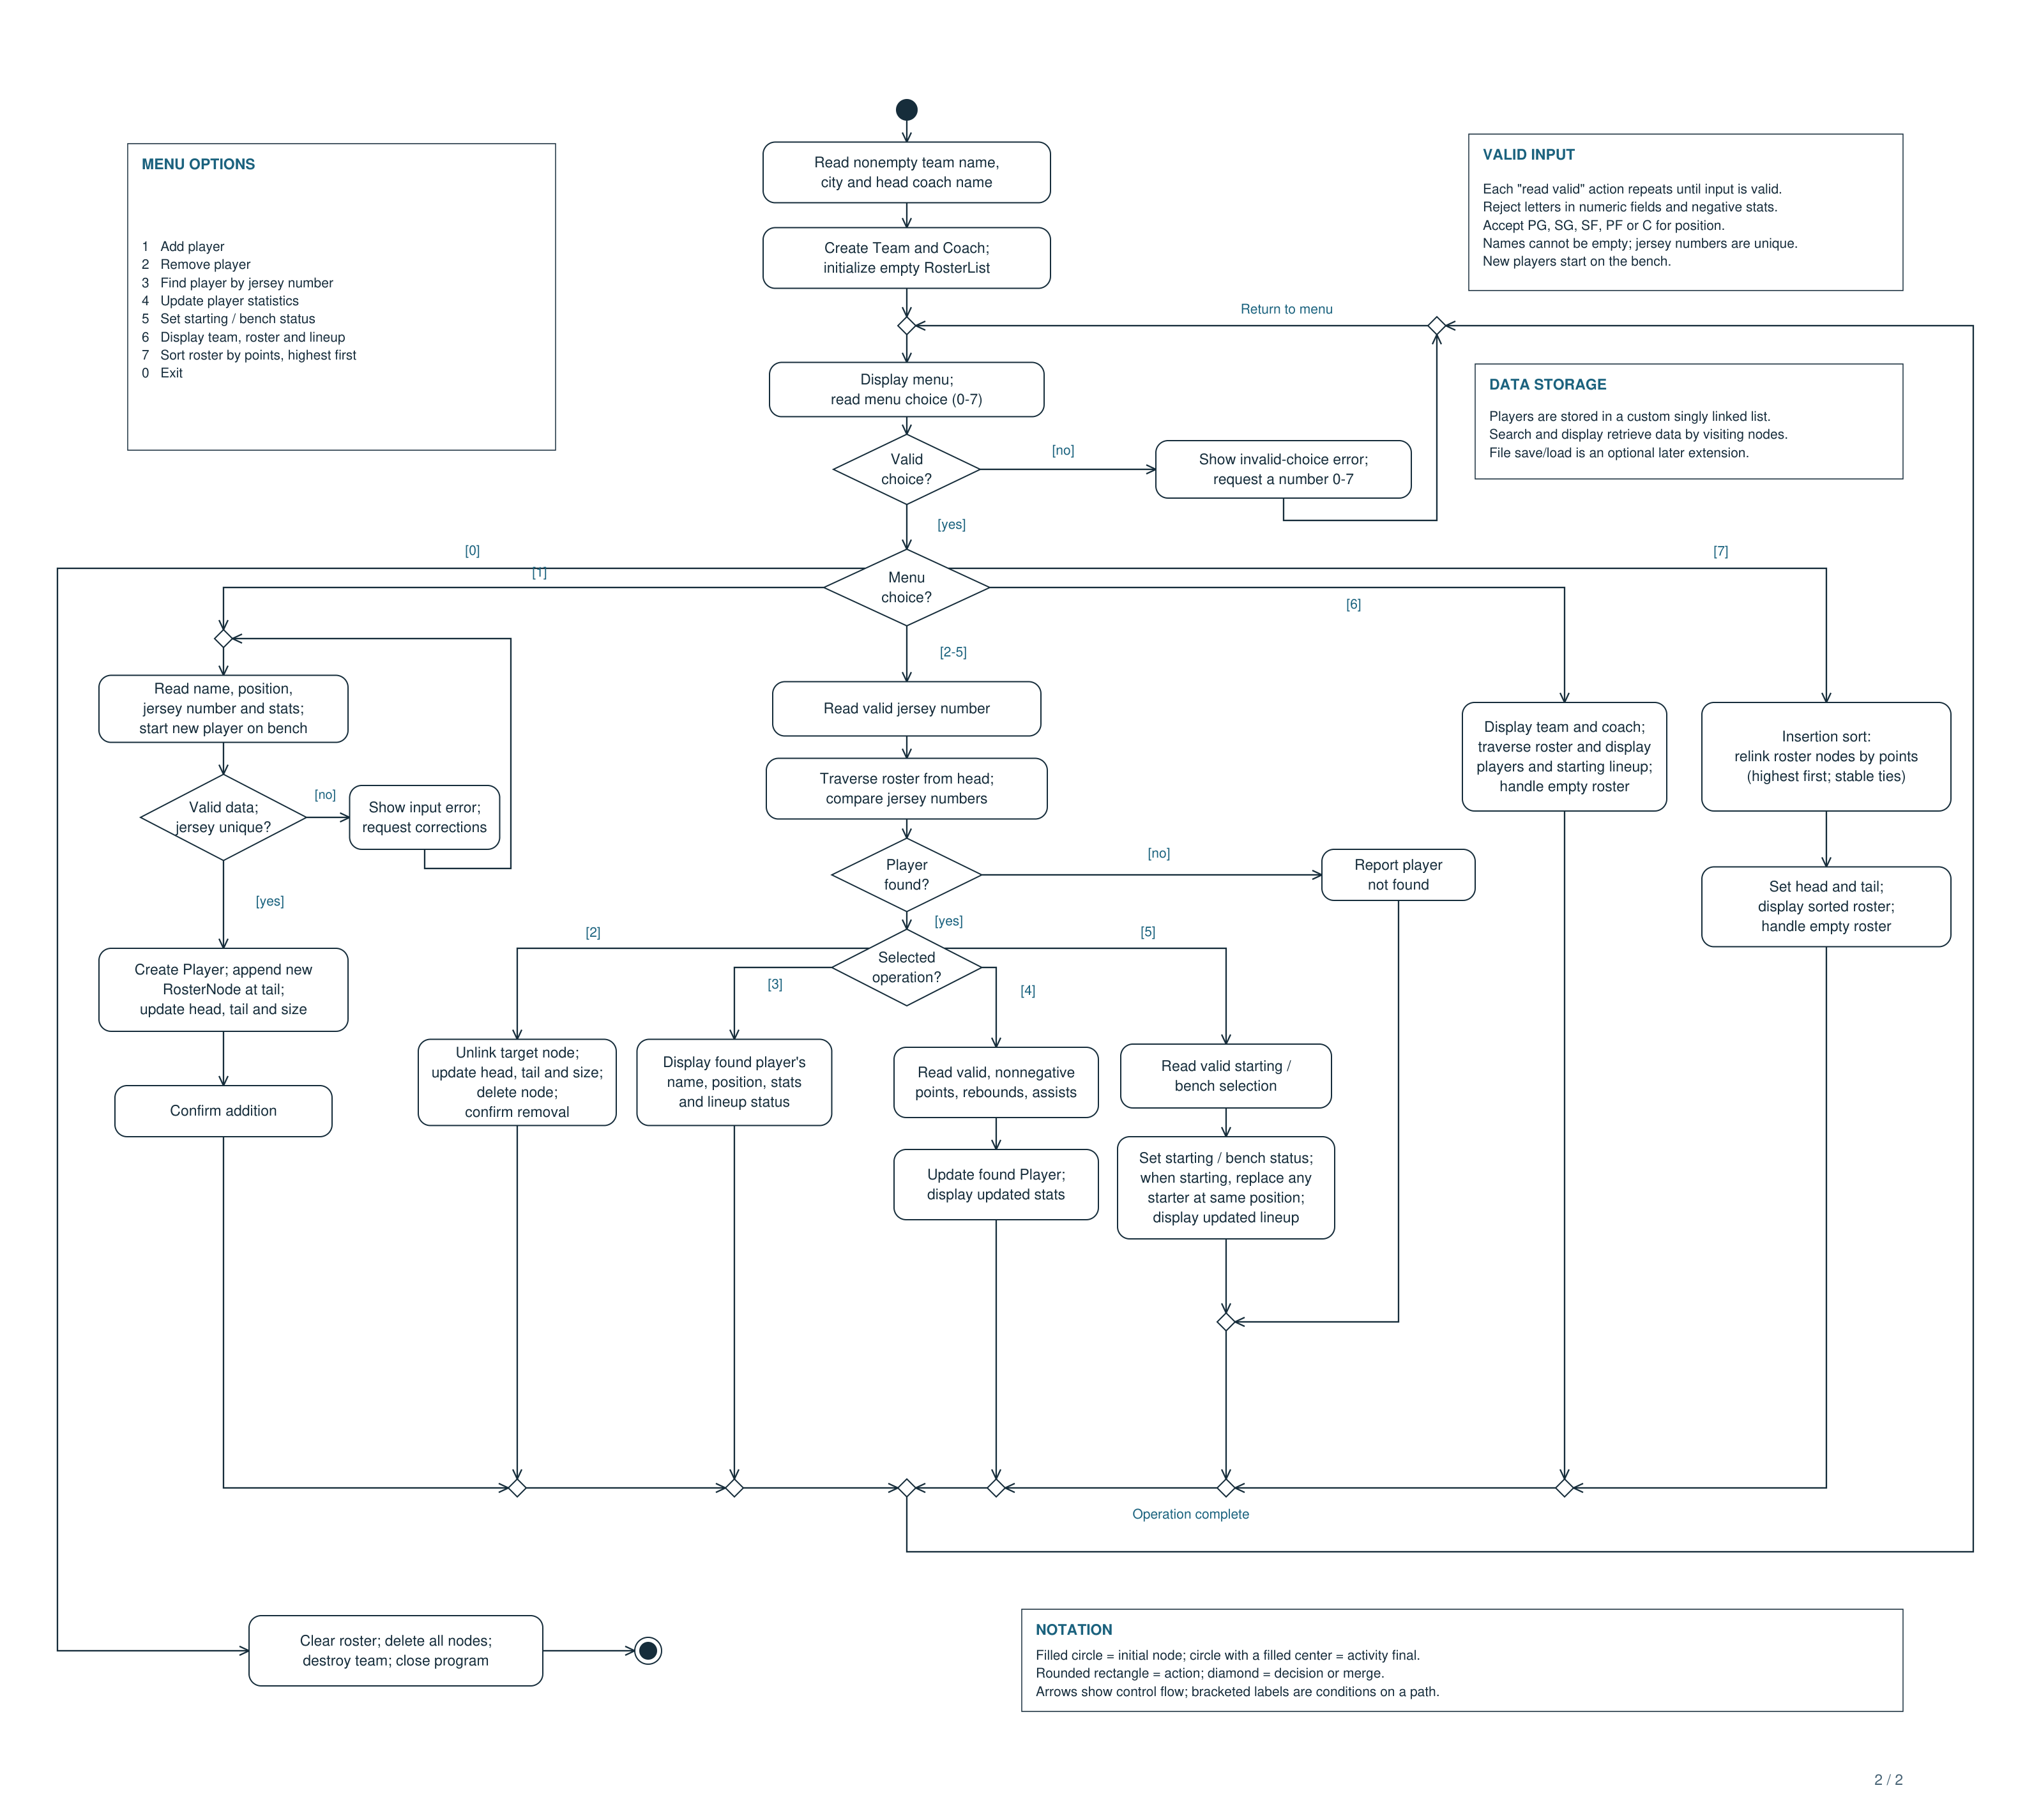 MENU OPTIONS
1 Add player
2 Remove player
3 Find player by jersey number
4 Update player statistics
5 Set starting / bench status
6 Display team, roster and lineup
7 Sort roster by points, highest first
0 Exit
Read nonempty team name,
city and head coach name
Create Team and Coach;
initialize empty RosterList
VALID INPUT
Each "read valid" action repeats until input is valid.
Reject letters in numeric fields and negative stats.
Accept PG, SG, SF, PF or C for position.
Names cannot be empty; jersey numbers are unique.
New players start on the bench.
Return to menu
Display menu;
read menu choice (0-7)
DATA STORAGE
Players are stored in a custom singly linked list.
Search and display retrieve data by visiting nodes.
File save/load is an optional later extension.
Valid
choice?
[no]
Show invalid-choice error;
request a number 0-7
[yes]
[0]
[1]
Menu
choice?
[7]
[6]
[2-5]
Read name, position,
jersey number and stats;
start new player on bench
Valid data;
jersey unique?
[no]
Show input error;
request corrections
[yes]
Create Player; append new
RosterNode at tail;
update head, tail and size
Confirm addition
Read valid jersey number
Traverse roster from head;
compare jersey numbers
Player
found?
[no]
Report player
not found
[yes]
Selected
operation?
[2]
[3]
[4]
[5]
Unlink target node;
update head, tail and size;
delete node;
confirm removal
Display found player's
name, position, stats
and lineup status
Read valid, nonnegative
points, rebounds, assists
Update found Player;
display updated stats
Read valid starting /
bench selection
Set starting / bench status;
when starting, replace any
starter at same position;
display updated lineup
Display team and coach;
traverse roster and display
players and starting lineup;
handle empty roster
Insertion sort:
relink roster nodes by points
(highest first; stable ties)
Set head and tail;
display sorted roster;
handle empty roster
Operation complete
Clear roster; delete all nodes;
destroy team; close program
NOTATION
Filled circle = initial node; circle with a filled center = activity final.
Rounded rectangle = action; diamond = decision or merge.
Arrows show control flow; bracketed labels are conditions on a path.
2 / 2